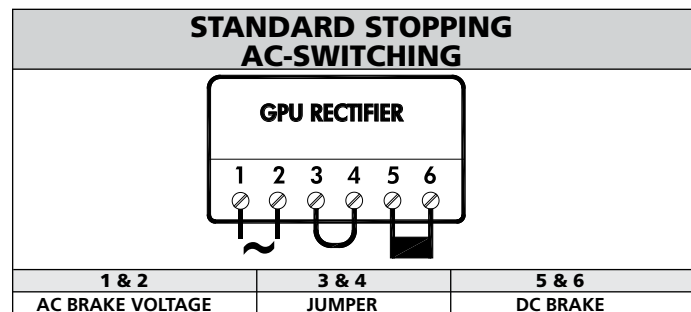 STANDARD STOPPING
AC-SWITCHING
GPU RECTIFIER
1 2 3 4 5 6
1 & 2 3 & 4 5 & 6
AC BRAKE VOLTAGE JUMPER DC BRAKE